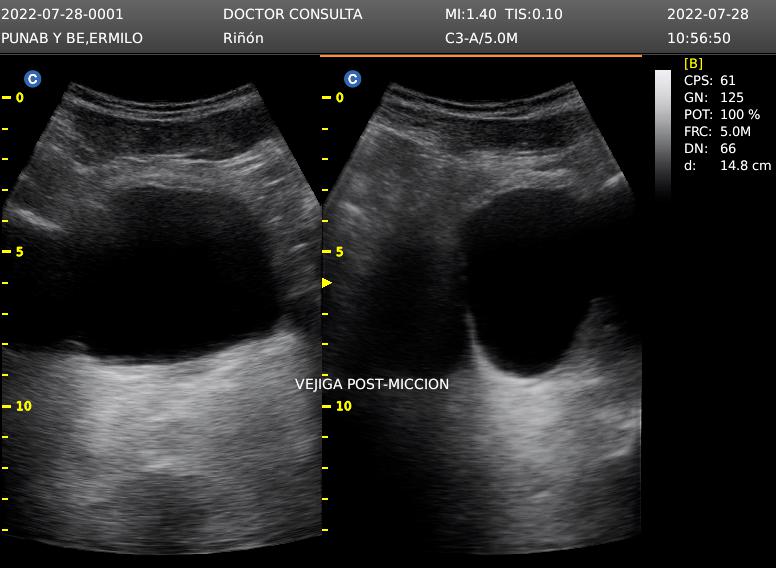 2022-07-28-0001 DOCTOR CONSULTA MI:1.40 TIS:0.10 2022-07-28
PUNAB Y BE,ERMILO Riñón C3-A/5.0M 10:56:50
[B]
C C
0 0
CPS: 61
GN: 125
POT: 100 %
FRC: 5.0M
DN: 66
d: 14.8 cm
5 5
VEJIGA POST-MICCION
10 10